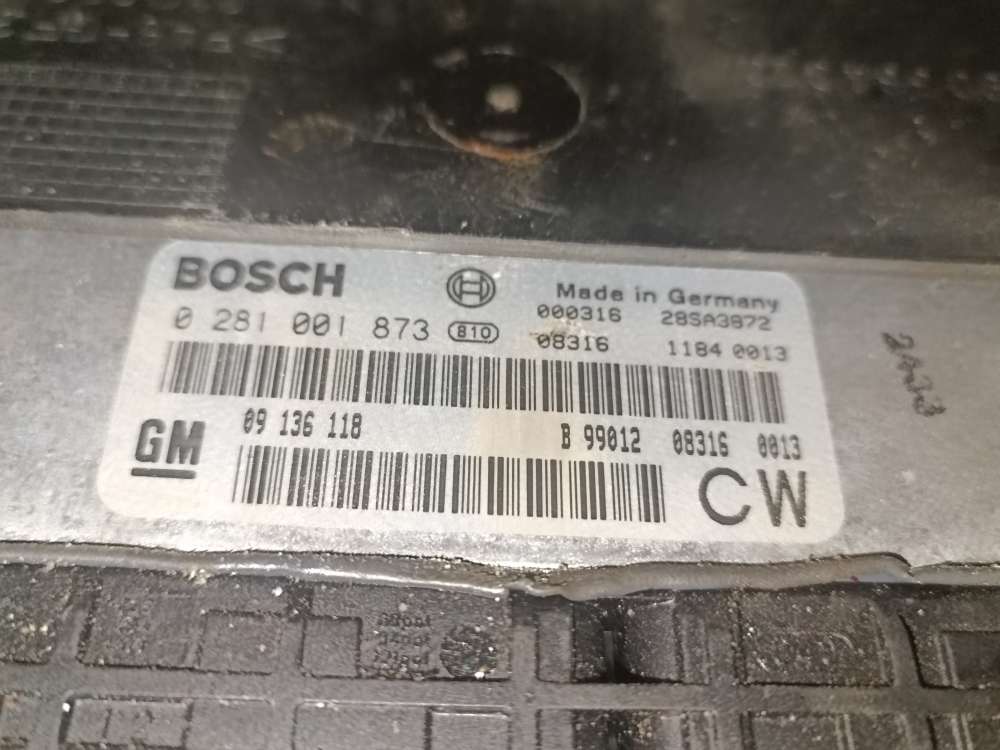 BOSCH
Made in Germany
0 281 001 873 810 000316 28SA3872
08316 1184 0013
GM 09 136 118 B 99012 08316 0013
CW